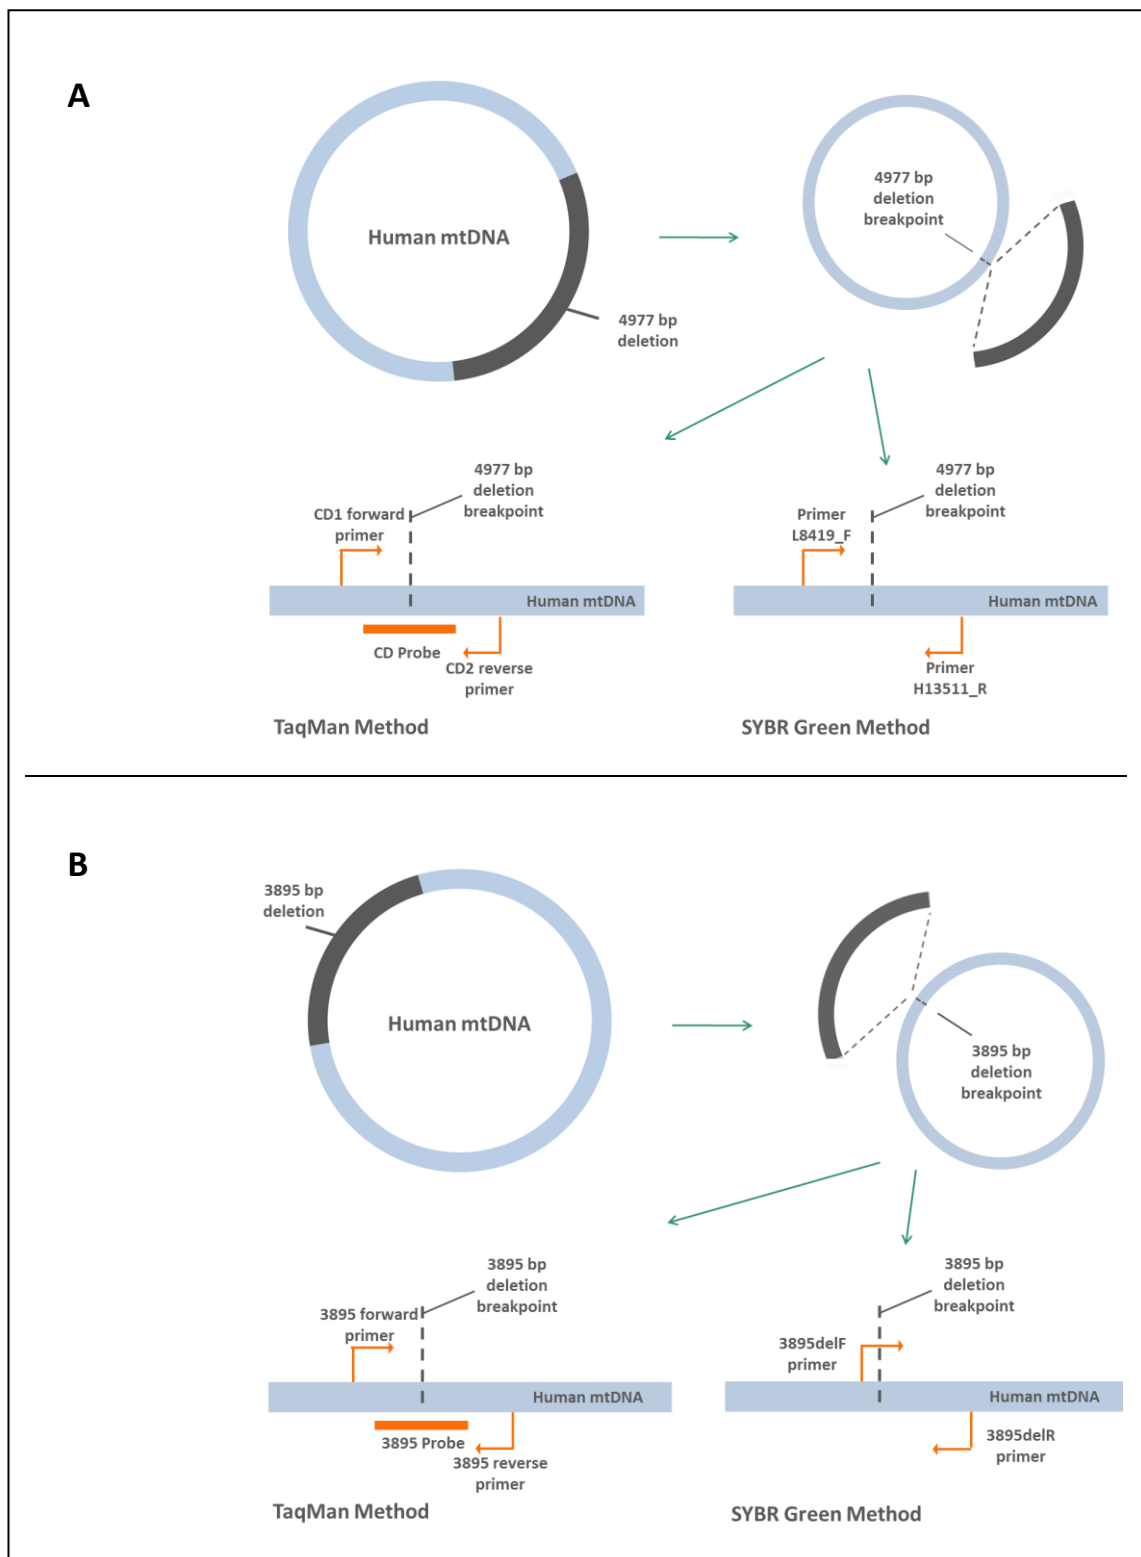 A
Human mtDNA
4977 bp
deletion
4977 bp
deletion
breakpoint
CD1 forward
primer
4977 bp
deletion
breakpoint
Human mtDNA
CD Probe
CD2 reverse
primer
TaqMan Method
Primer
L8419_F
4977 bp
deletion
breakpoint
Human mtDNA
Primer
H13511_R
SYBR Green Method
B
3895 bp
deletion
Human mtDNA
3895 bp
deletion
breakpoint
3895 forward
primer
3895 bp
deletion
breakpoint
Human mtDNA
3895 Probe
3895 reverse
primer
TaqMan Method
3895delF
primer
3895 bp
deletion
breakpoint
Human mtDNA
3895delR
primer
SYBR Green Method